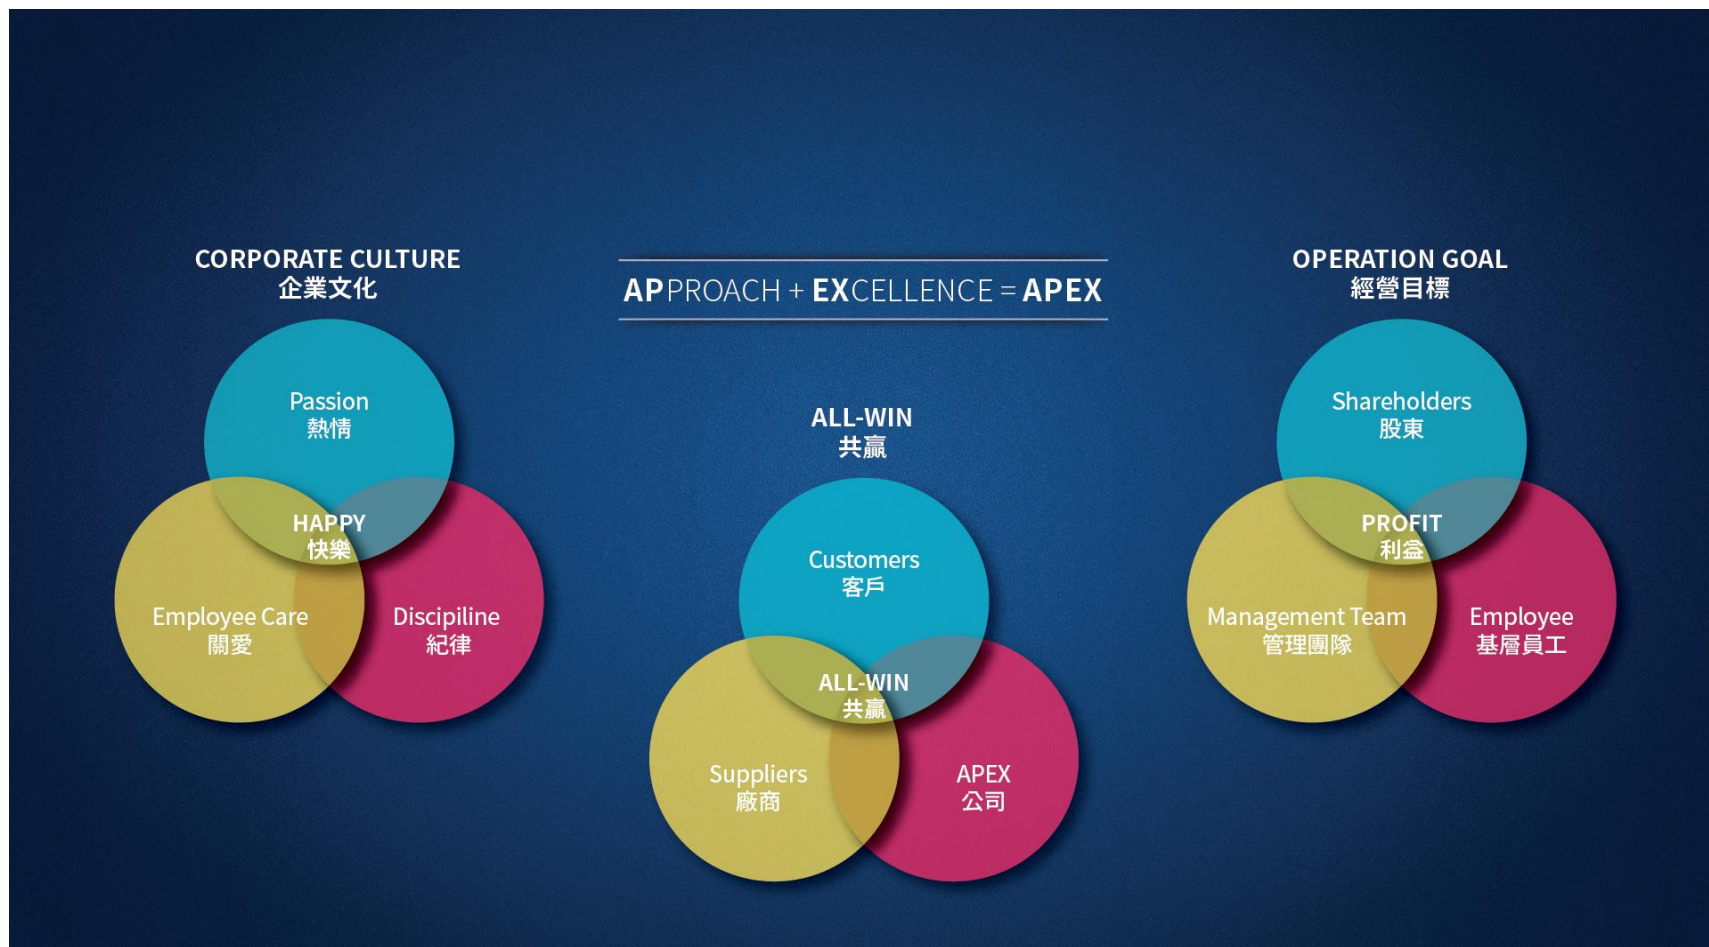 CORPORATE CULTURE
企業文化
Passion
熱情
HAPPY
快樂
Employee Care
關愛
Discipiline
紀律
APPROACH + EXCELLENCE = APEX
ALL-WIN
共贏
Customers
客戶
ALL-WIN
共贏
Suppliers
廠商
APEX
公司
OPERATION GOAL
經營目標
Shareholders
股東
PROFIT
利益
Management Team
管理團隊
Employee
基層員工